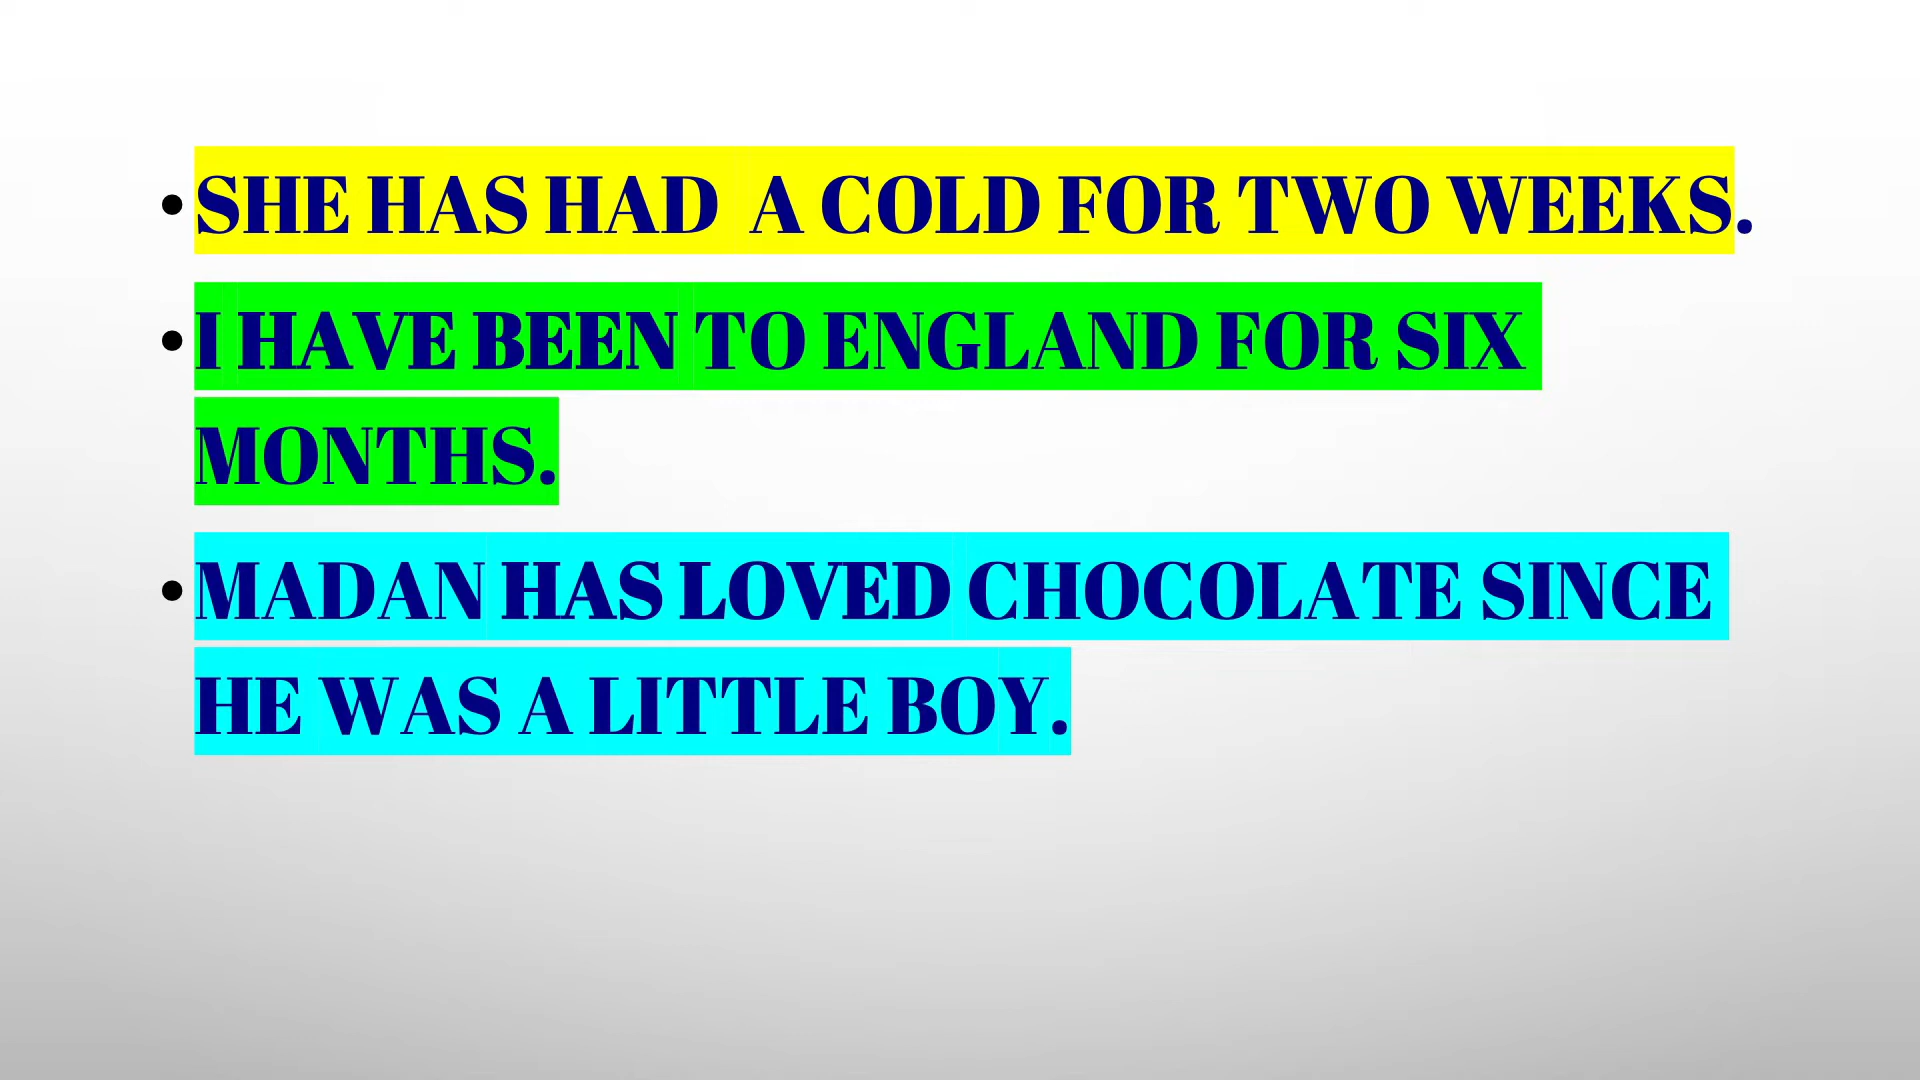 • SHE HAS HAD  A COLD FOR TWO WEEKS.
• I HAVE BEEN TO ENGLAND FOR SIX
MONTHS.
• MADAN HAS LOVED CHOCOLATE SINCE
HE WAS A LITTLE BOY.